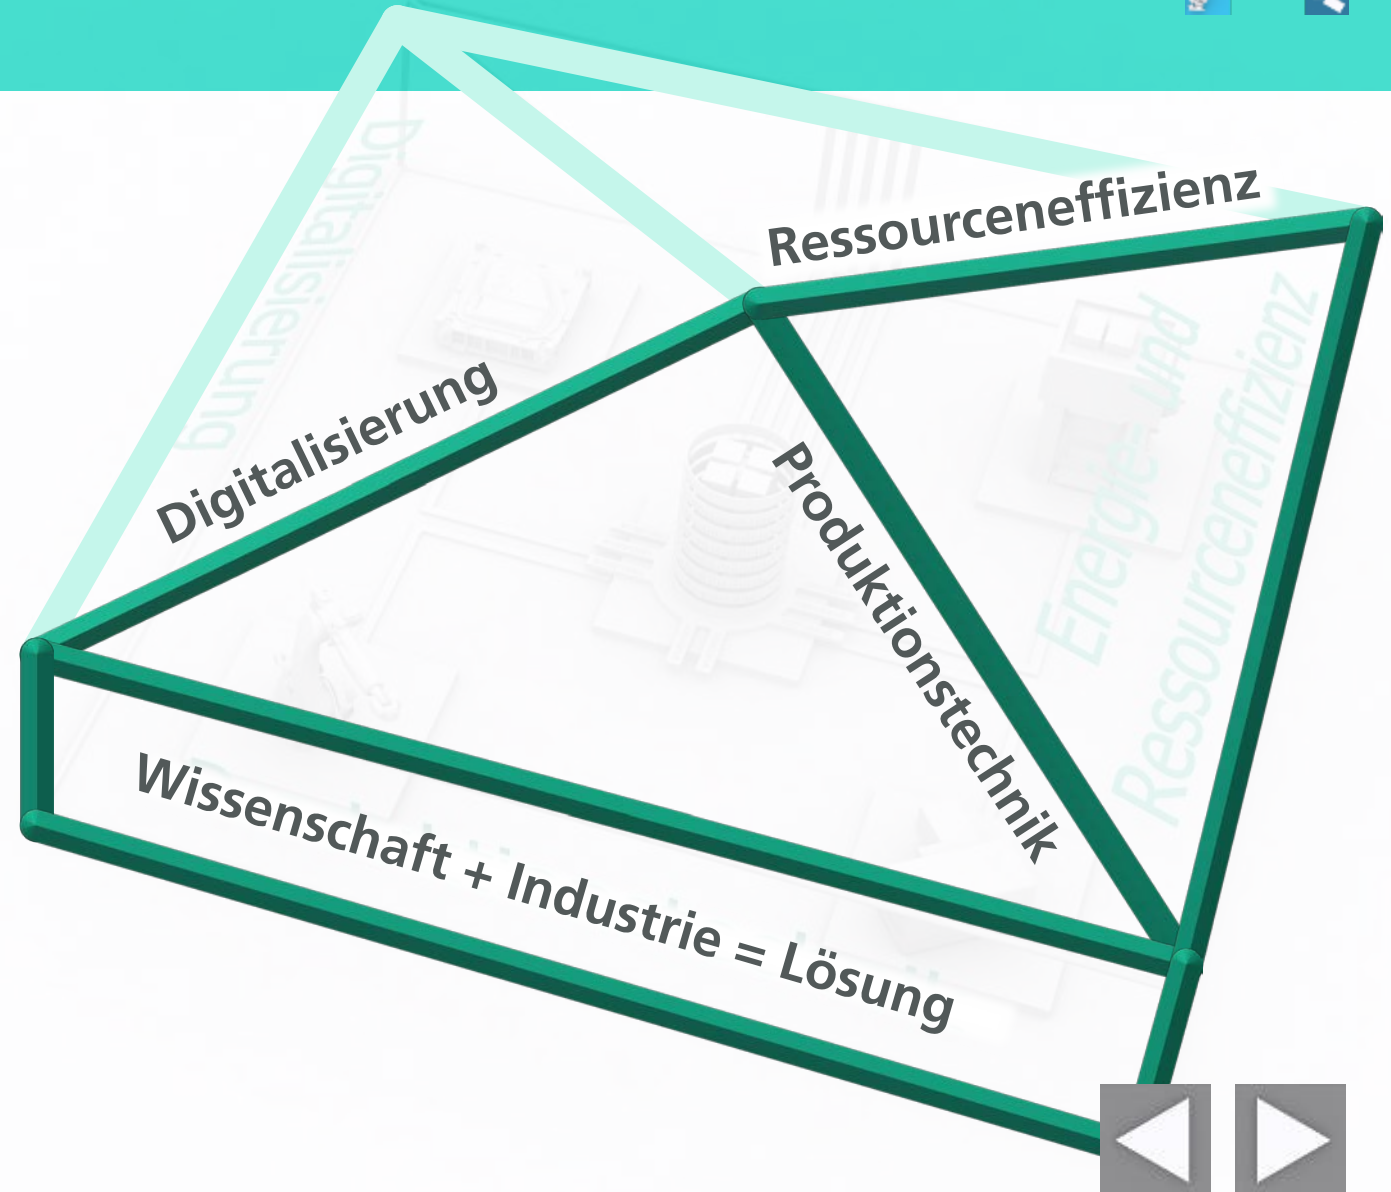 Ressourceneffizienz
Digitalisierung
Produktionstechnik
Wissenschaft + Industrie = Lösung
Digitalisierung
Energie- und
Ressourceneffizienz